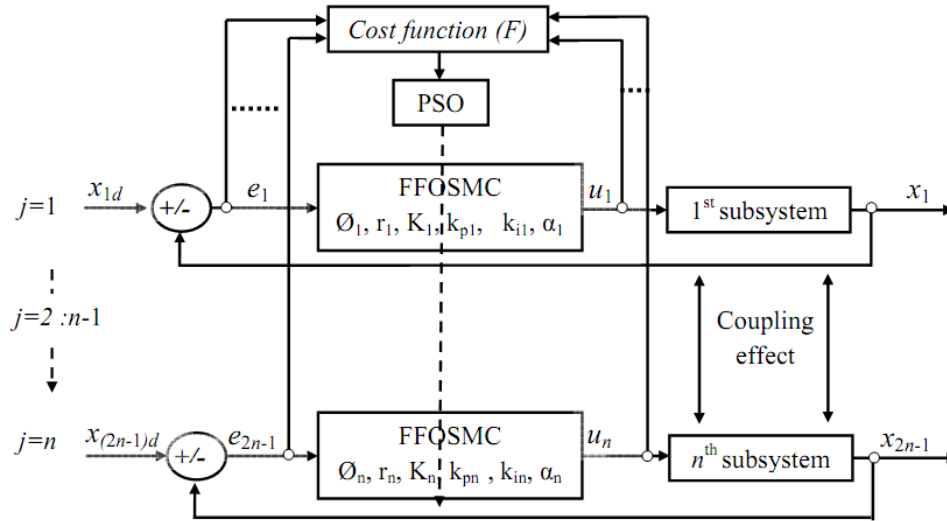 Cost function (F)
PSO
j=1
x1d
+/-
e1
FFOSMC
Ø1, r1, K1, kp1, ki1, α1
u1
1st subsystem
x1
j=2 :n-1
Coupling
effect
j=n
x(2n-1)d
+/-
e2n-1
FFOSMC
Øn, rn, Kn, kpn , kin, αn
un
nth subsystem
x2n-1